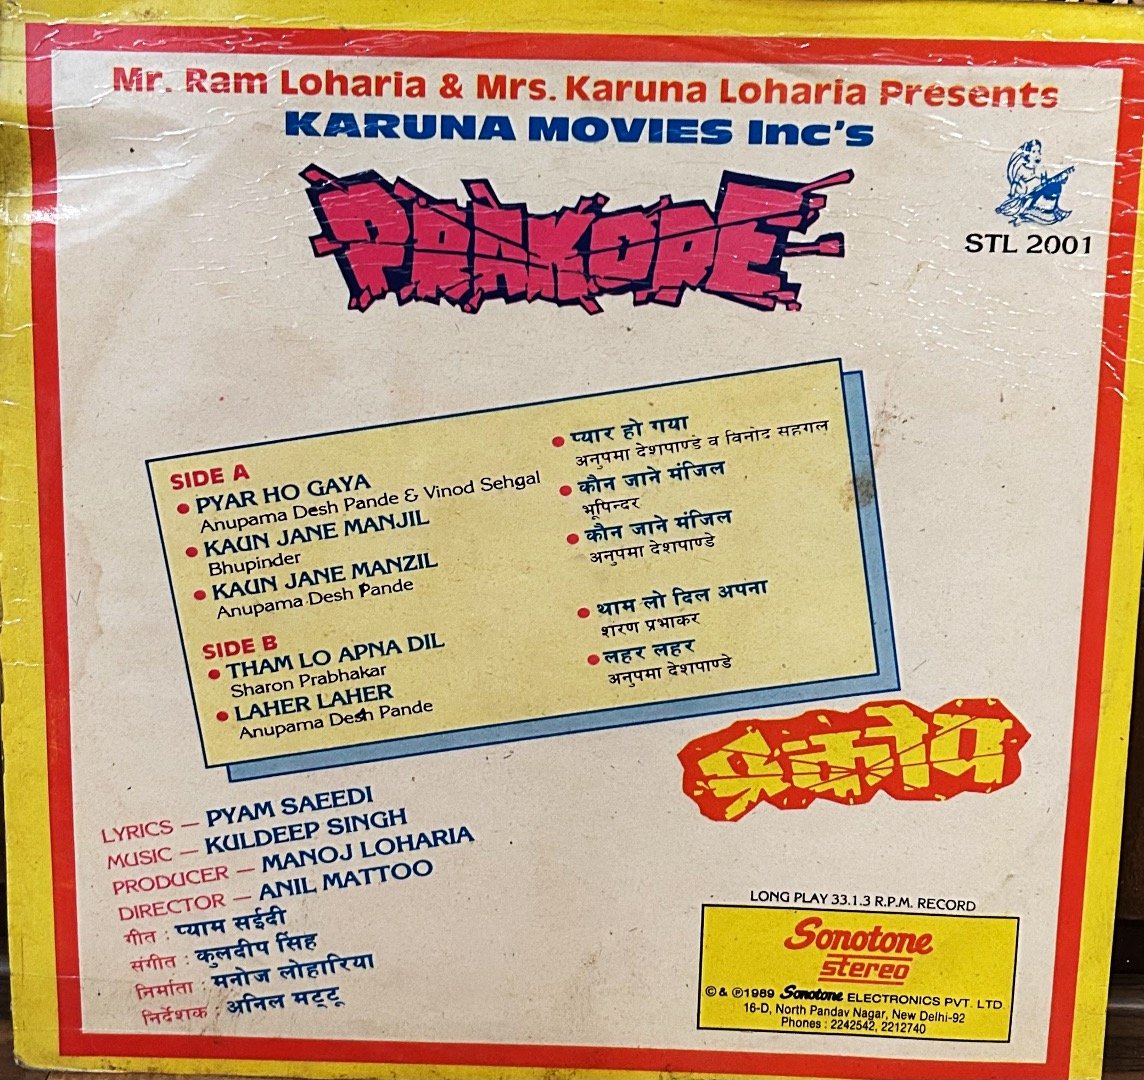 Mr. Ram Loharia & Mrs. Karuna Loharia Presents
KARUNA MOVIES Inc's
PRAKOPE
STL 2001
SIDE A
PYAR HO GAYA
Anupama Desh Pande & Vinod Sehgal
KAUN JANE MANJIL
Bhupinder
KAUN JANE MANZIL
Anupama Desh Pande
SIDE B
THAM LO APNA DIL
Sharon Prabhakar
LAHER LAHER
Anupama Desh Pande
प्यार हो गया
अनुपमा देशपाण्डे व विनोद सहगल
कौन जाने मंजिल
भूपिन्दर
कौन जाने मंजिल
अनुपमा देशपाण्डे
थाम लो दिल अपना
शरण प्रभाकर
लहर लहर
अनुपमा देशपाण्डे
प्रकोप
LYRICS — PYAM SAEEDI
MUSIC — KULDEEP SINGH
PRODUCER — MANOJ LOHARIA
DIRECTOR — ANIL MATTOO
गीत : प्याम सईदी
संगीत : कुलदीप सिंह
निर्माता : मनोज लोहारिया
निर्देशक : अनिल मट्टू
LONG PLAY 33.1.3 R.P.M. RECORD
Sonotone
stereo
© & ℗1989 Sonotone ELECTRONICS PVT. LTD
16-D, North Pandav Nagar, New Delhi-92
Phones : 2242542, 2212740